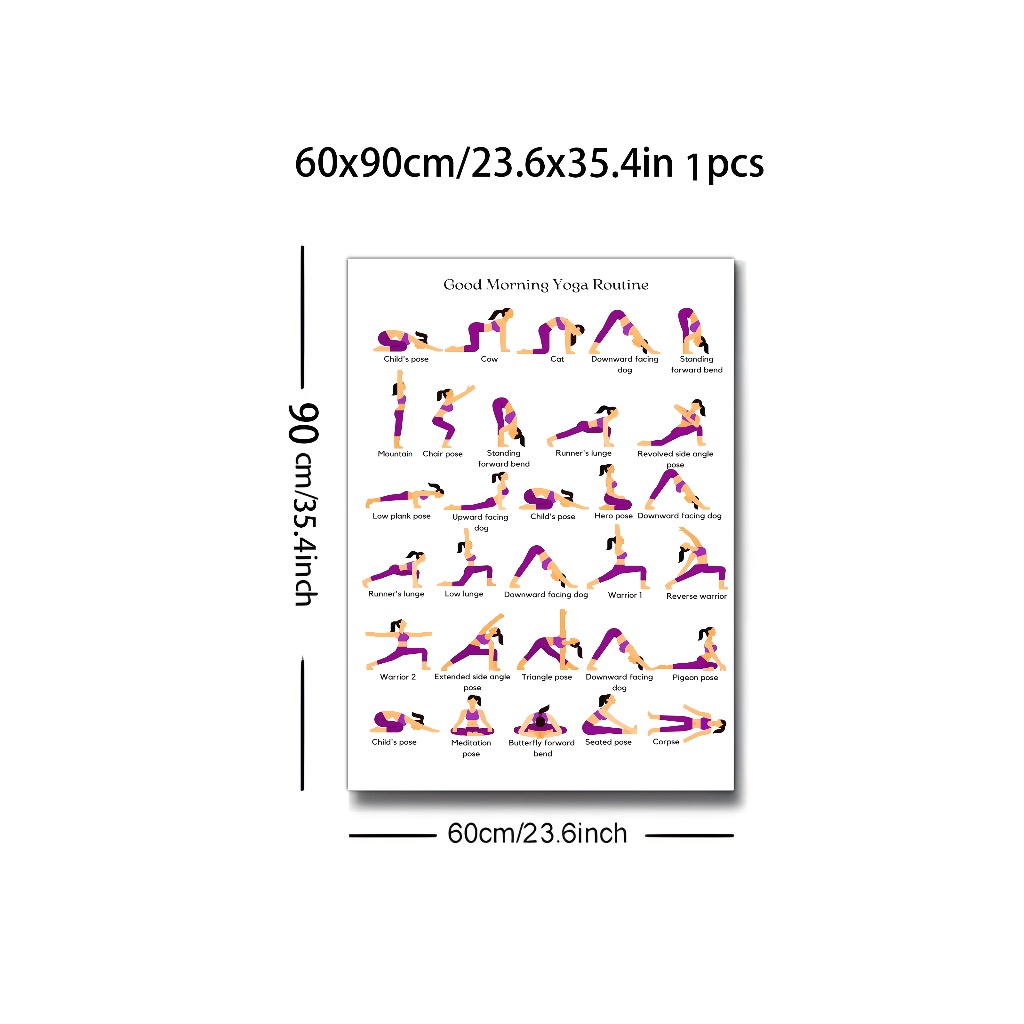 60x90cm/23.6x35.4in 1pcs
90 cm/35.4inch
Good Morning Yoga Routine
Child's pose
Cow
Cat
Downward facing
dog
Standing
forward bend
Mountain
Chair pose
Standing
forward bend
Runner's lunge
Revolved side angle
pose
Low plank pose
Upward facing
dog
Child's pose
Hero pose
Downward facing dog
Runner's lunge
Low lunge
Downward facing dog
Warrior 1
Reverse warrior
Warrior 2
Extended side angle
pose
Triangle pose
Downward facing
dog
Pigeon pose
Child's pose
Meditation
pose
Butterfly forward
bend
Seated pose
Corpse
60cm/23.6inch